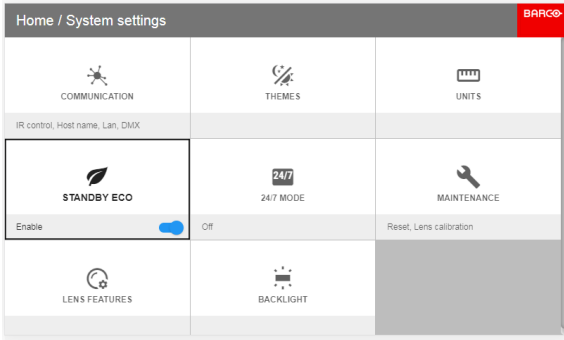 Home / System settings
BARCO
COMMUNICATION
THEMES
UNITS
IR control, Host name, Lan, DMX
24/7
STANDBY ECO
24/7 MODE
MAINTENANCE
Enable
Off
Reset, Lens calibration
LENS FEATURES
BACKLIGHT